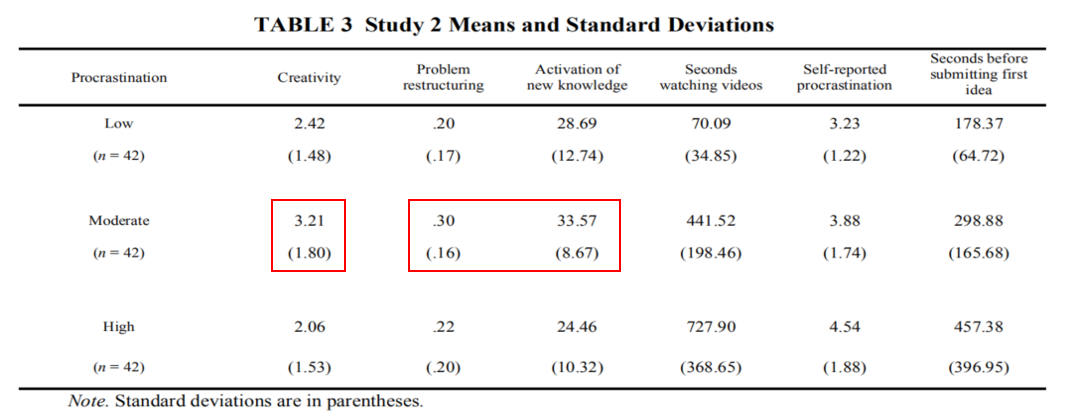 TABLE 3 Study 2 Means and Standard Deviations
Procrastination Creativity Problem restructuring Activation of new knowledge Seconds watching videos Self-reported procrastination Seconds before submitting first idea
Low 2.42 .20 28.69 70.09 3.23 178.37
(n = 42) (1.48) (.17) (12.74) (34.85) (1.22) (64.72)
Moderate 3.21 .30 33.57 441.52 3.88 298.88
(n = 42) (1.80) (.16) (8.67) (198.46) (1.74) (165.68)
High 2.06 .22 24.46 727.90 4.54 457.38
(n = 42) (1.53) (.20) (10.32) (368.65) (1.88) (396.95)
Note. Standard deviations are in parentheses.